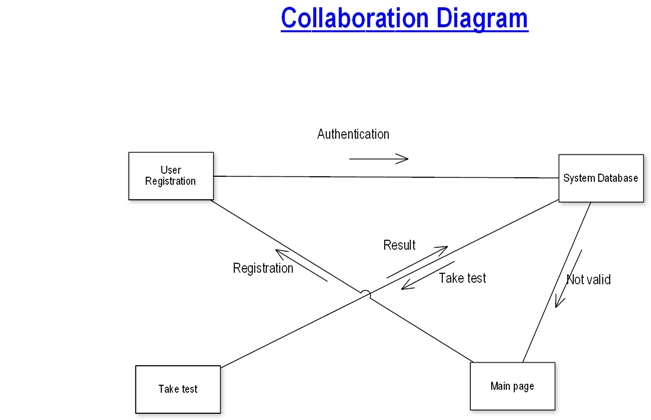 Collaboration Diagram
Authentication
User
Registration
System Database
Result
Registration
Take test
Not valid
Take test
Main page